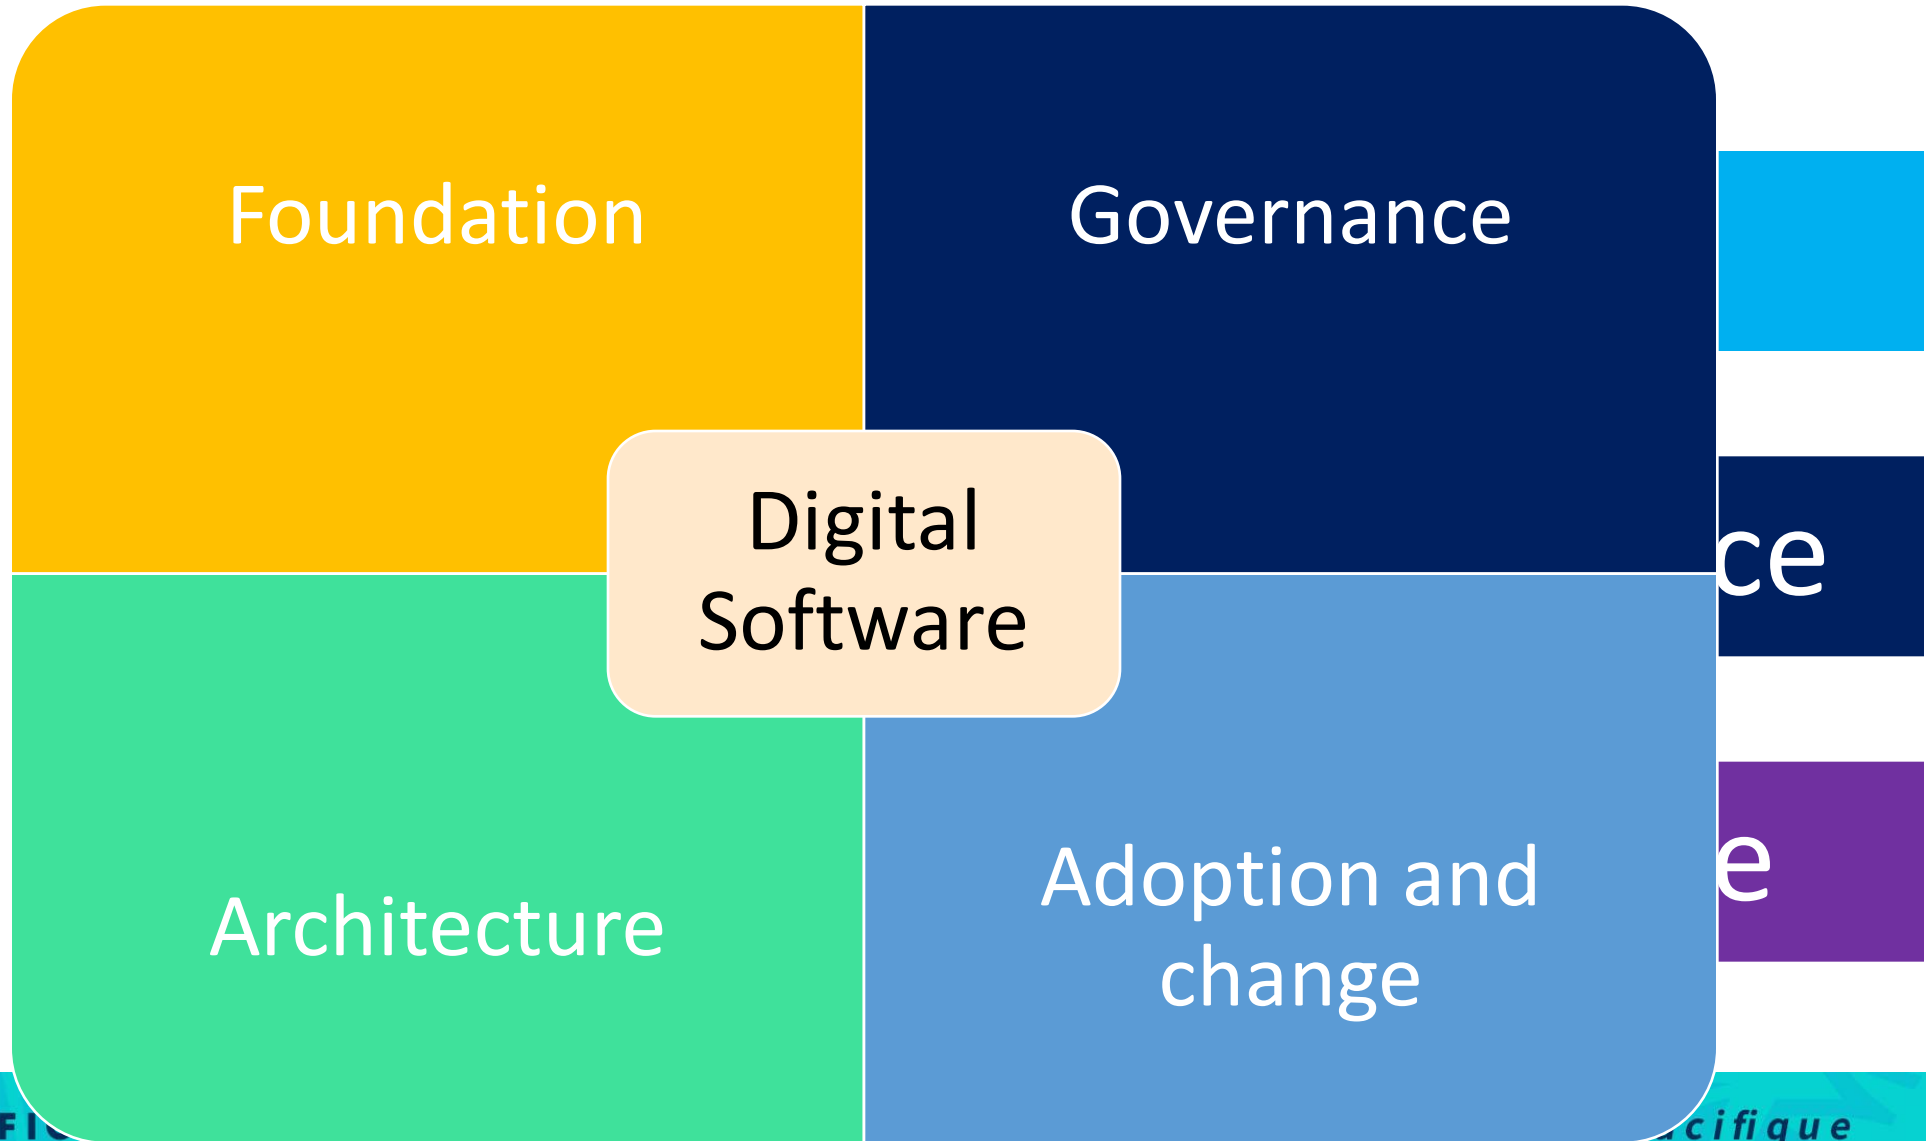 Foundation
Governance
Digital
Software
ce
Architecture
Adoption and
change
e
cifique